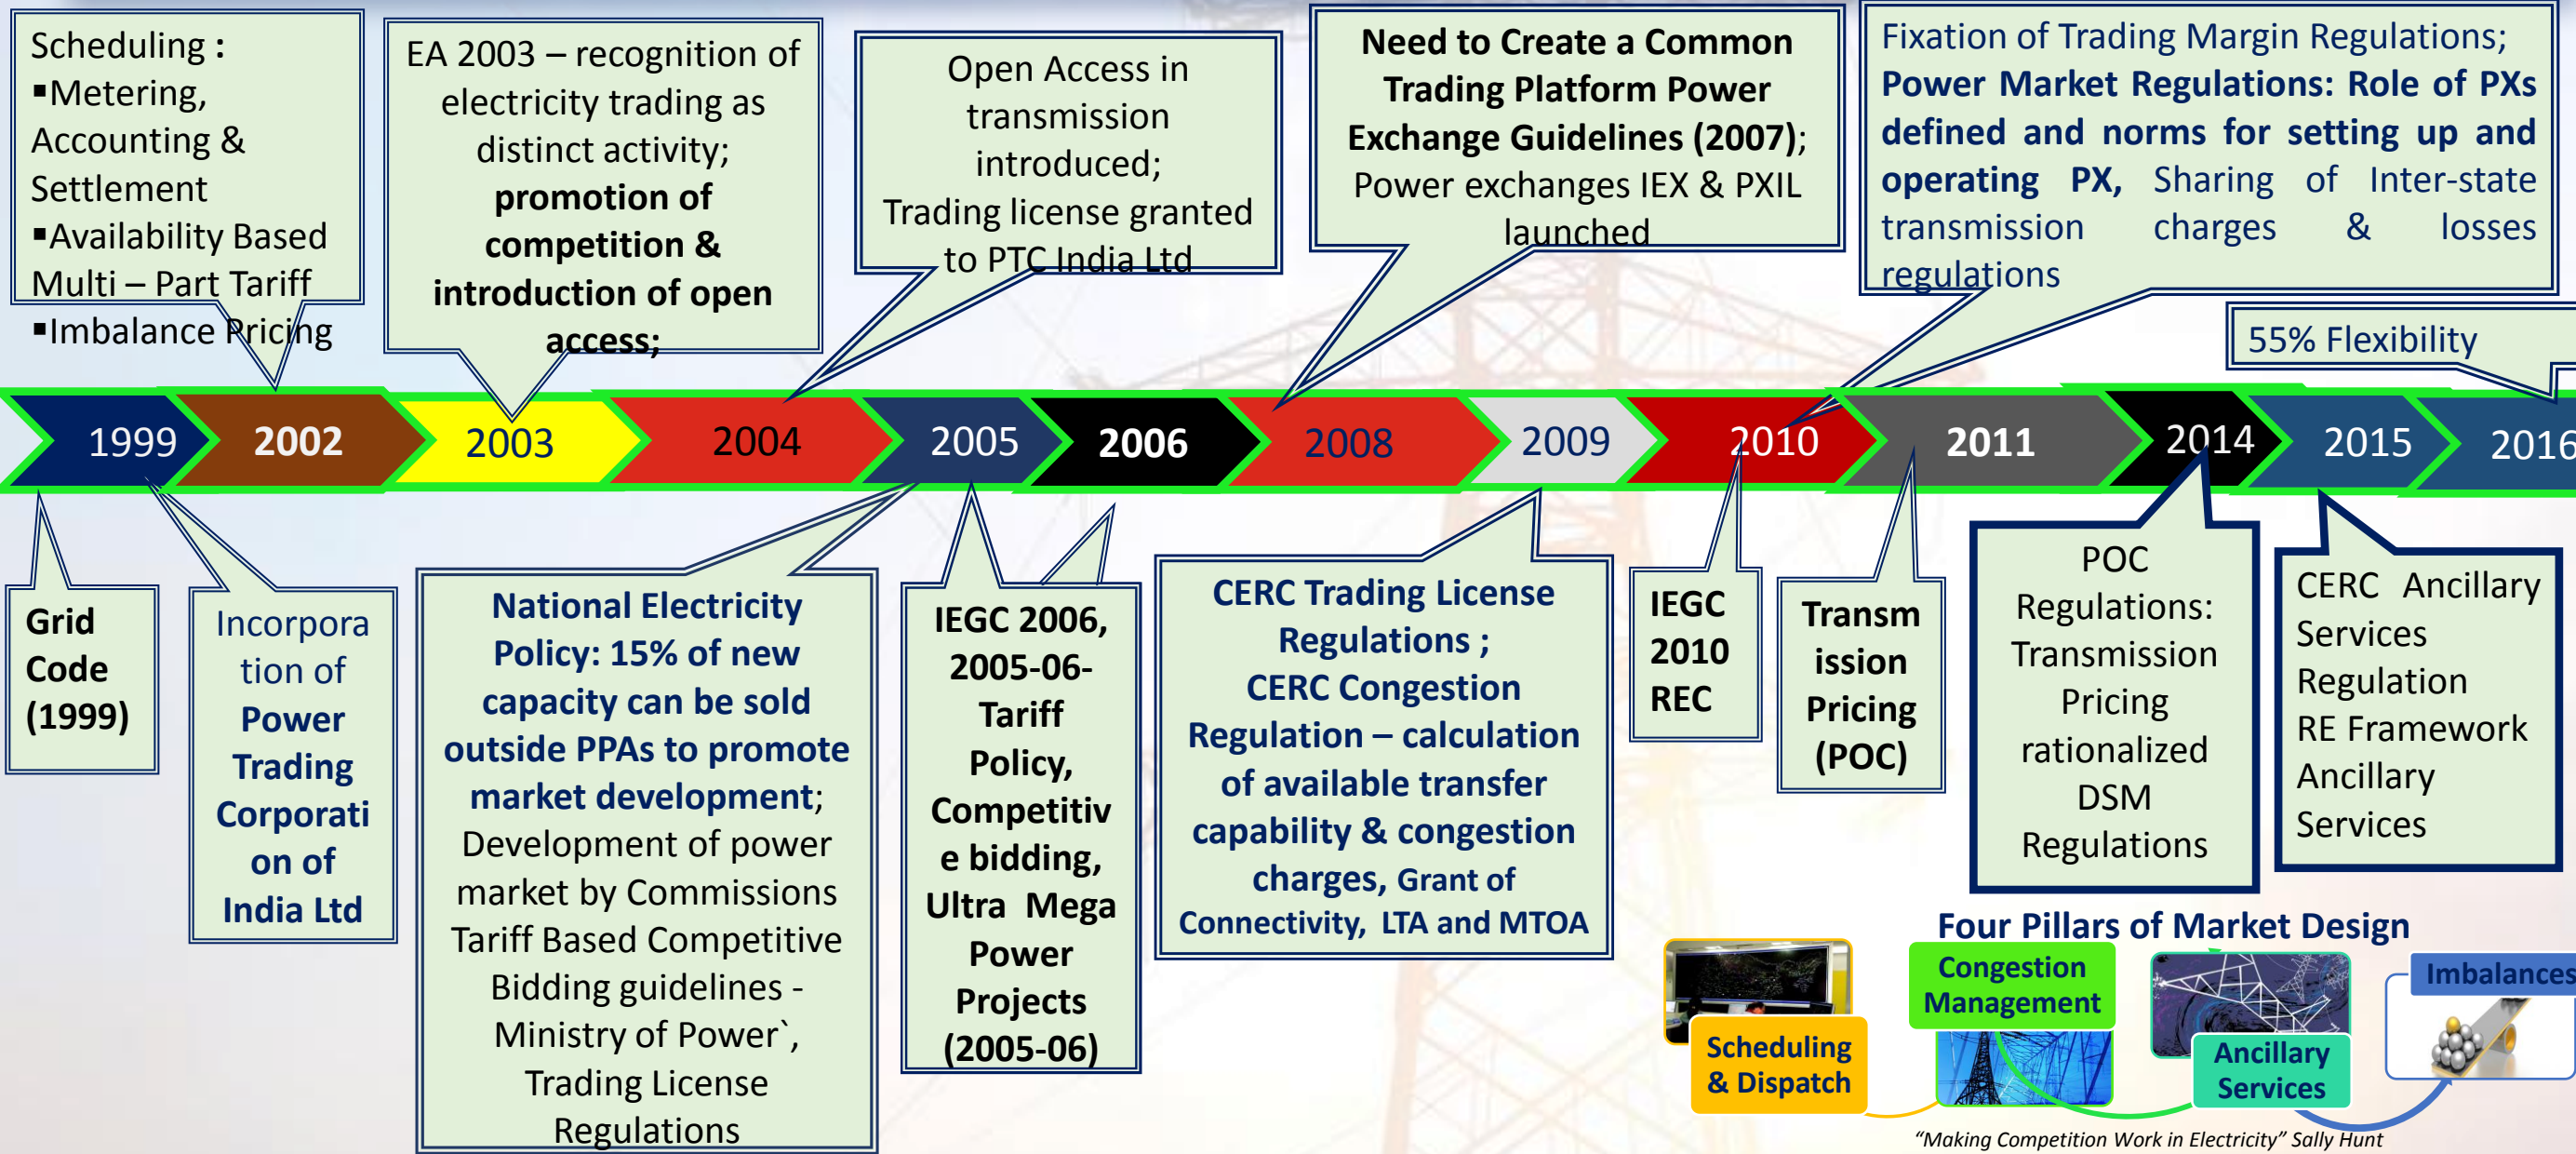 Scheduling :
▪Metering,
Accounting &
Settlement
▪Availability Based
Multi – Part Tariff
▪Imbalance Pricing
EA 2003 – recognition of
electricity trading as
distinct activity;
promotion of
competition &
introduction of open
access;
Open Access in
transmission
introduced;
Trading license granted
to PTC India Ltd
Need to Create a Common
Trading Platform Power
Exchange Guidelines (2007);
Power exchanges IEX & PXIL
launched
Fixation of Trading Margin Regulations;
Power Market Regulations: Role of PXs
defined and norms for setting up and
operating PX, Sharing of Inter-state
transmission charges & losses
regulations
55% Flexibility
1999
2002
2003
2004
2005
2006
2008
2009
2010
2011
2014
2015
2016
Grid
Code
(1999)
Incorpora
tion of
Power
Trading
Corporati
on of
India Ltd
National Electricity
Policy: 15% of new
capacity can be sold
outside PPAs to promote
market development;
Development of power
market by Commissions
Tariff Based Competitive
Bidding guidelines -
Ministry of Power`,
Trading License
Regulations
IEGC 2006,
2005-06-
Tariff
Policy,
Competitiv
e bidding,
Ultra Mega
Power
Projects
(2005-06)
CERC Trading License
Regulations ;
CERC Congestion
Regulation – calculation
of available transfer
capability & congestion
charges, Grant of
Connectivity, LTA and MTOA
IEGC
2010
REC
Transm
ission
Pricing
(POC)
POC
Regulations:
Transmission
Pricing
rationalized
DSM
Regulations
CERC Ancillary
Services
Regulation
RE Framework
Ancillary
Services
Four Pillars of Market Design
Scheduling
& Dispatch
Congestion
Management
Ancillary
Services
Imbalances
“Making Competition Work in Electricity” Sally Hunt